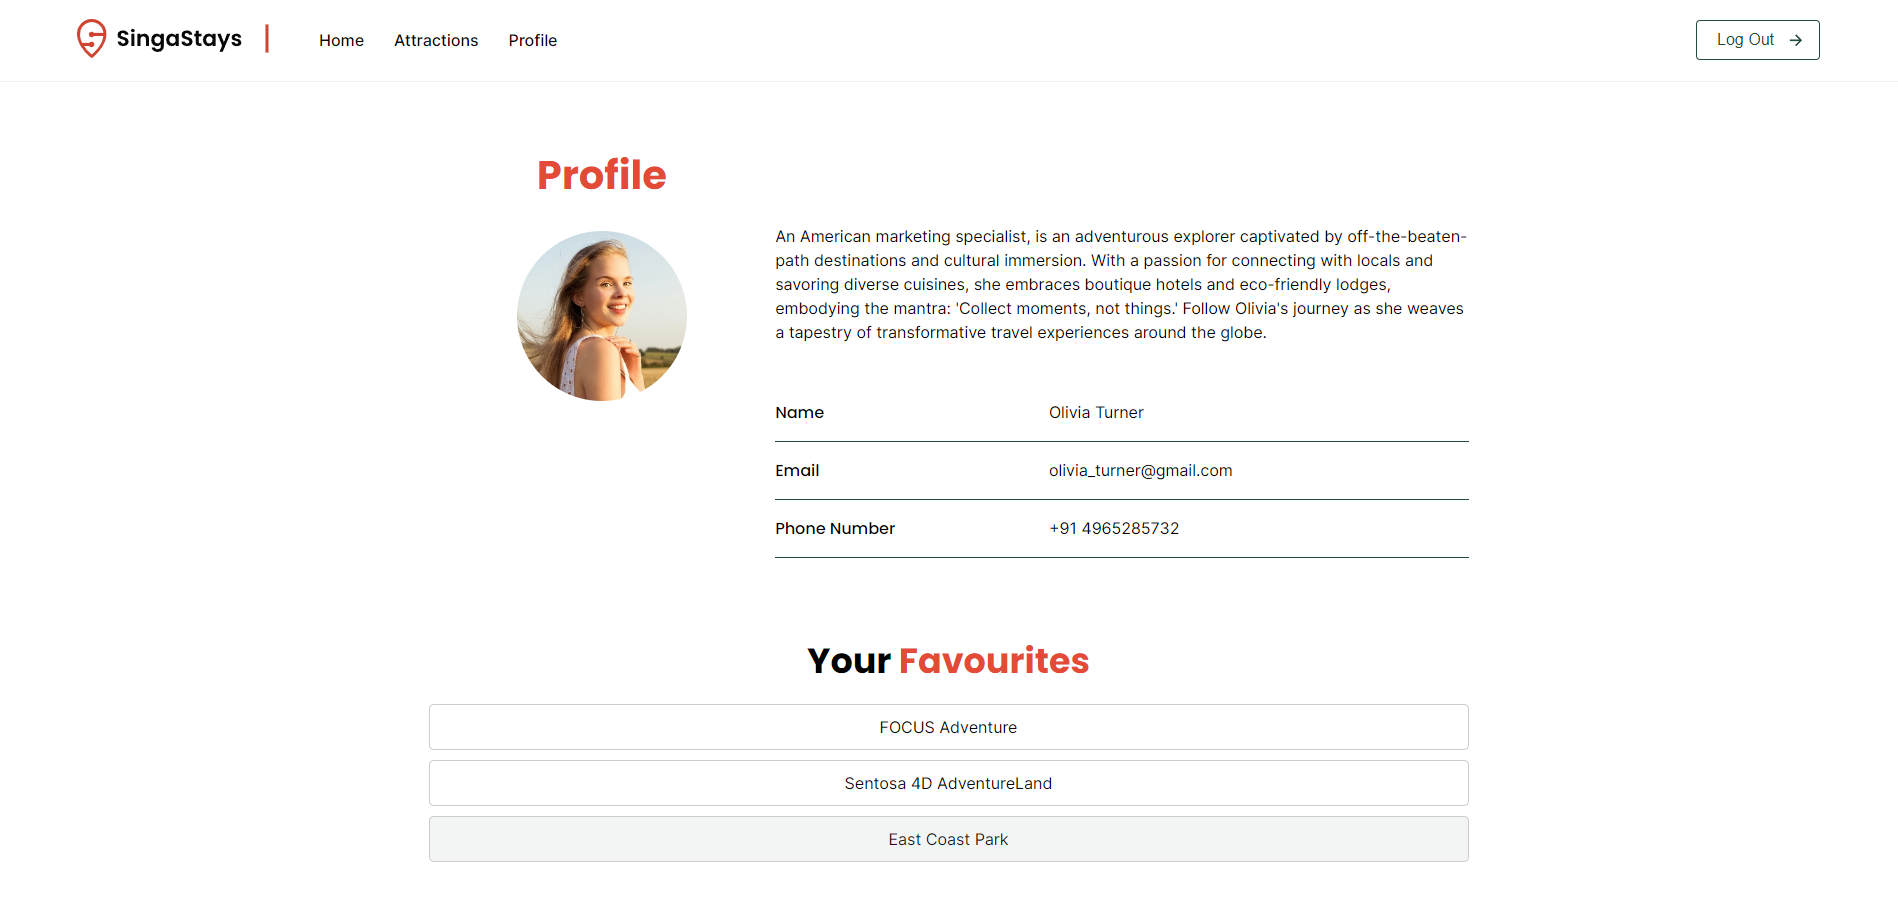 SingaStays
Home Attractions Profile
Log Out
Profile
An American marketing specialist, is an adventurous explorer captivated by off-the-beaten-
path destinations and cultural immersion. With a passion for connecting with locals and
savoring diverse cuisines, she embraces boutique hotels and eco-friendly lodges,
embodying the mantra: 'Collect moments, not things.' Follow Olivia's journey as she weaves
a tapestry of transformative travel experiences around the globe.
Name Olivia Turner
Email olivia_turner@gmail.com
Phone Number +91 4965285732
Your Favourites
FOCUS Adventure
Sentosa 4D AdventureLand
East Coast Park